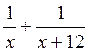 1/x ÷ 1/(x + 12)